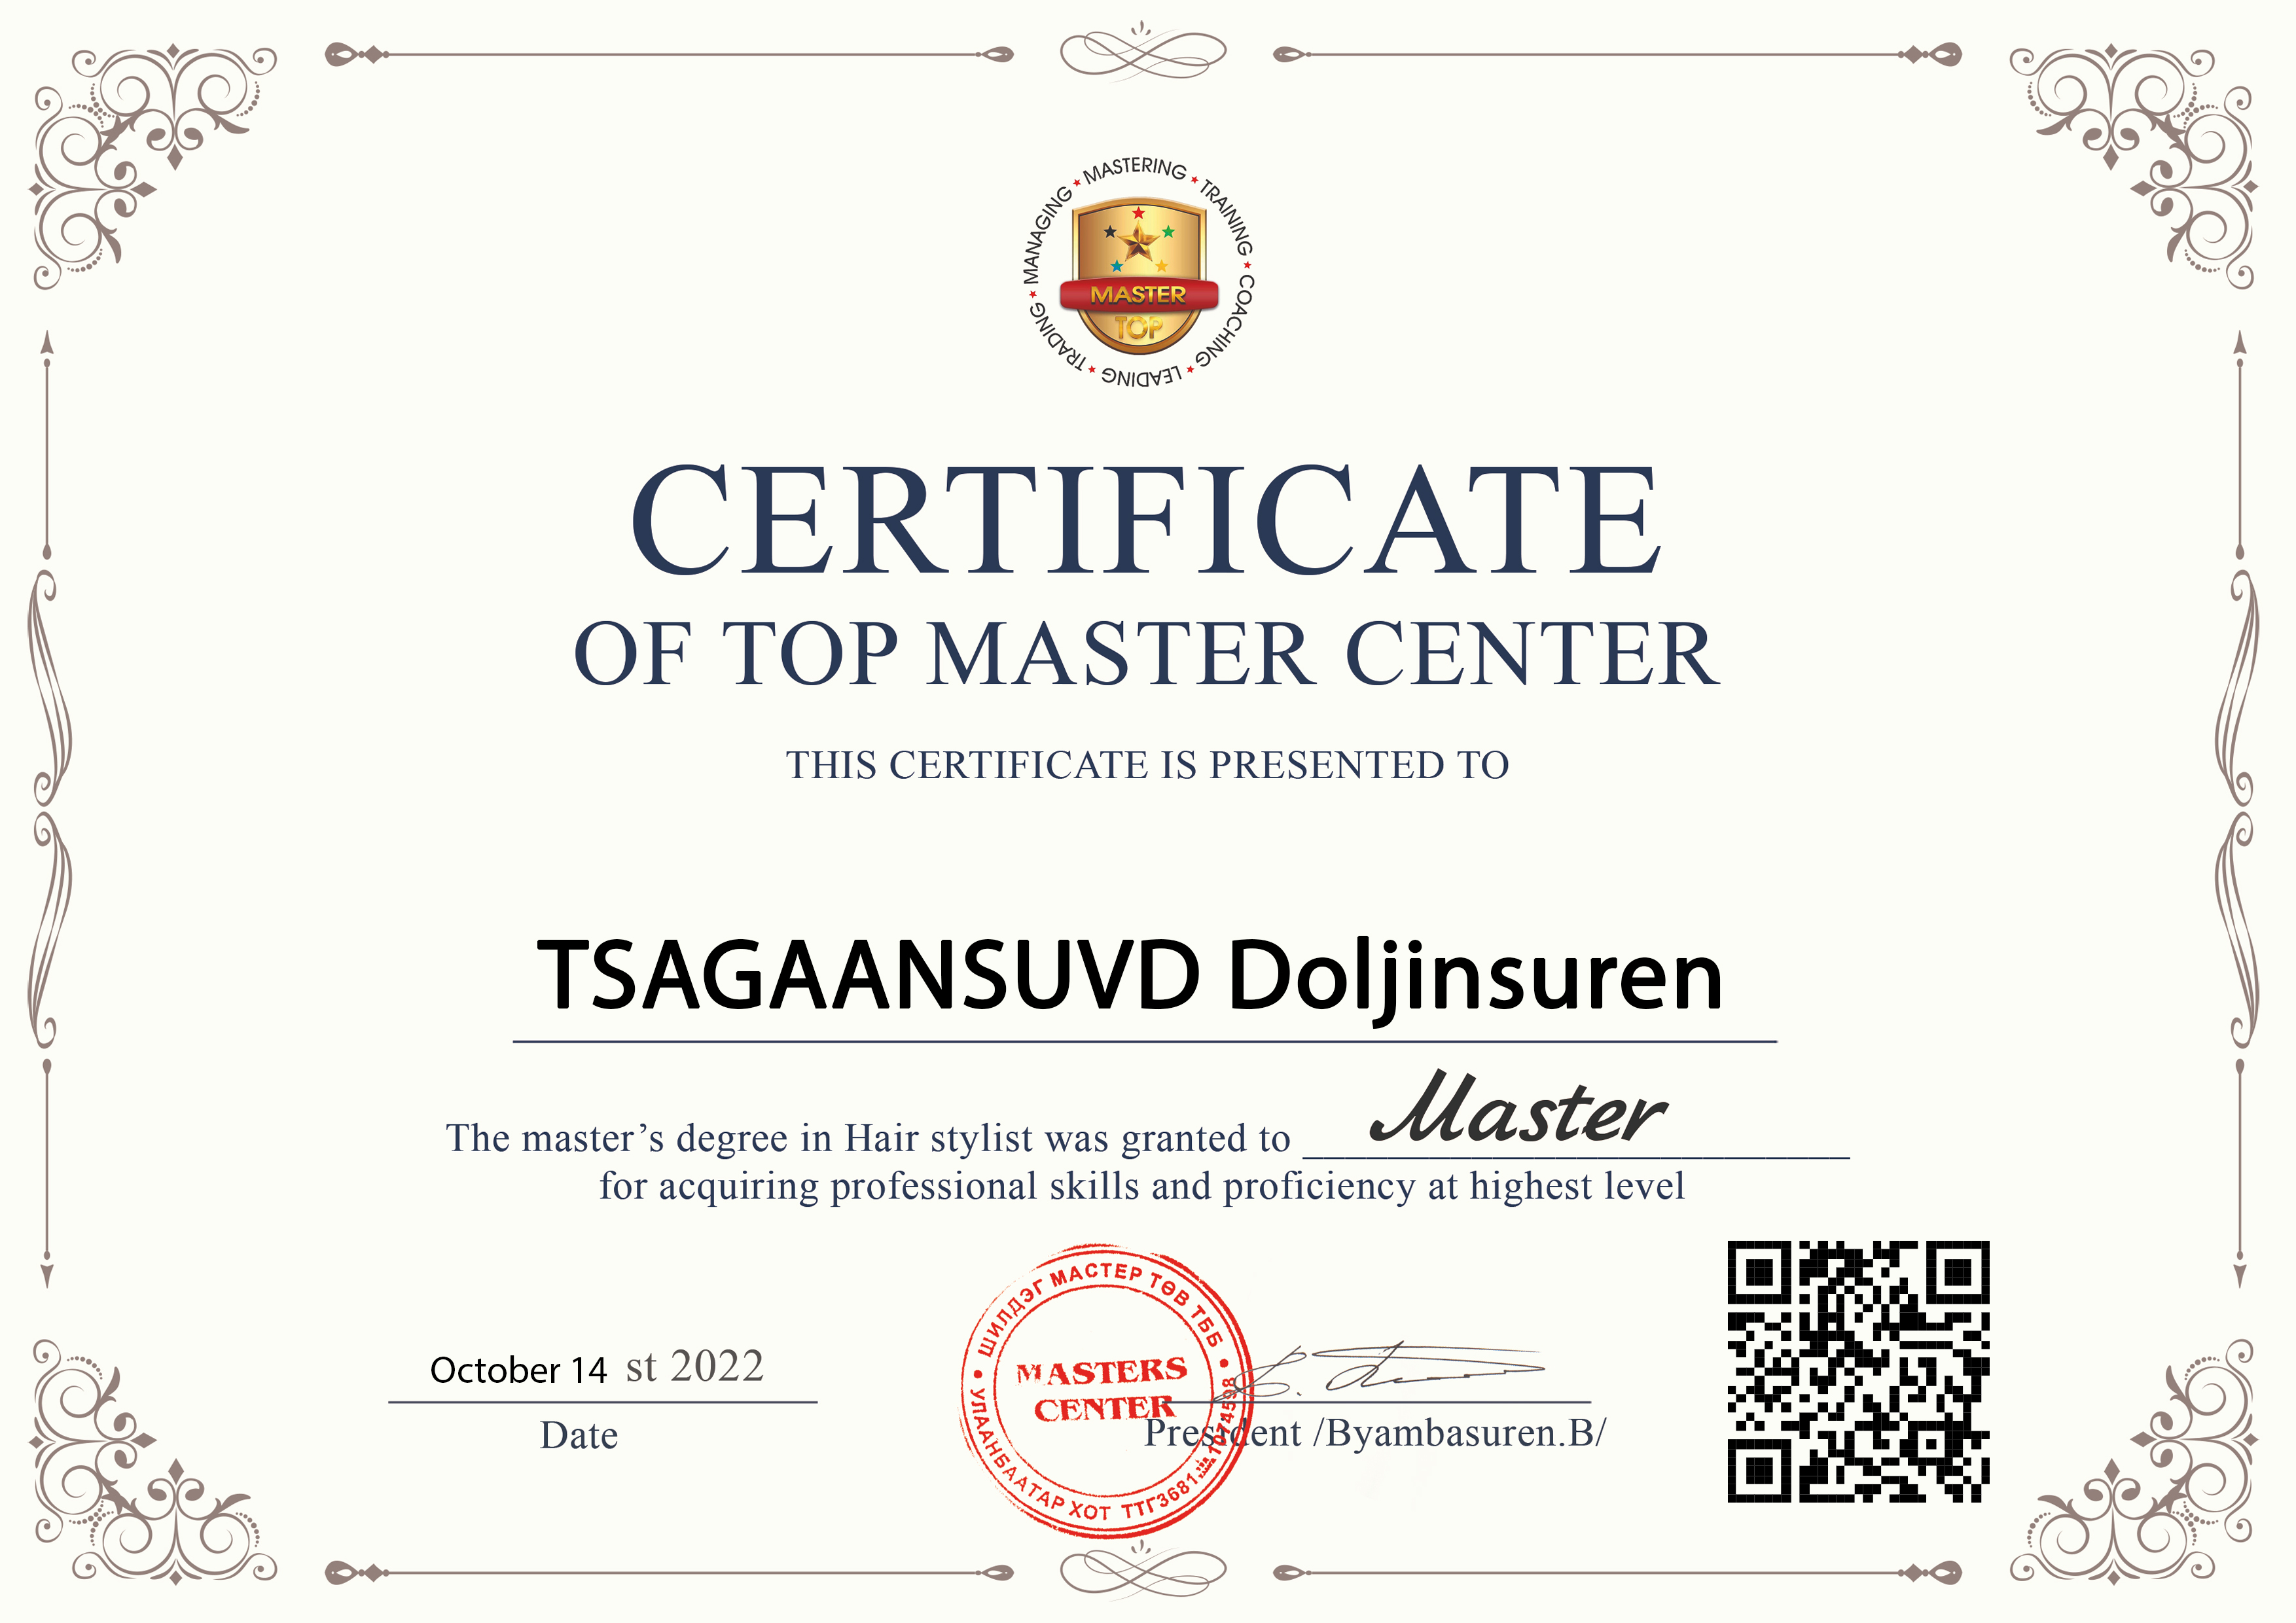 MANAGING ★ MASTERING ★ TRAINING ★ COACHING ★ LEADING ★ TRADING ★
MASTER
TOP
CERTIFICATE
OF TOP MASTER CENTER
THIS CERTIFICATE IS PRESENTED TO
TSAGAANSUVD Doljinsuren
The master’s degree in Hair stylist was granted to Master
for acquiring professional skills and proficiency at highest level
October 14 st 2022
Date
ШИЛДЭГ МАСТЕР ТӨВ ТББ
MASTERS
CENTER
УЛААНБААТАР ХОТ ТТГ3681 1074598
President /Byambasuren.B/